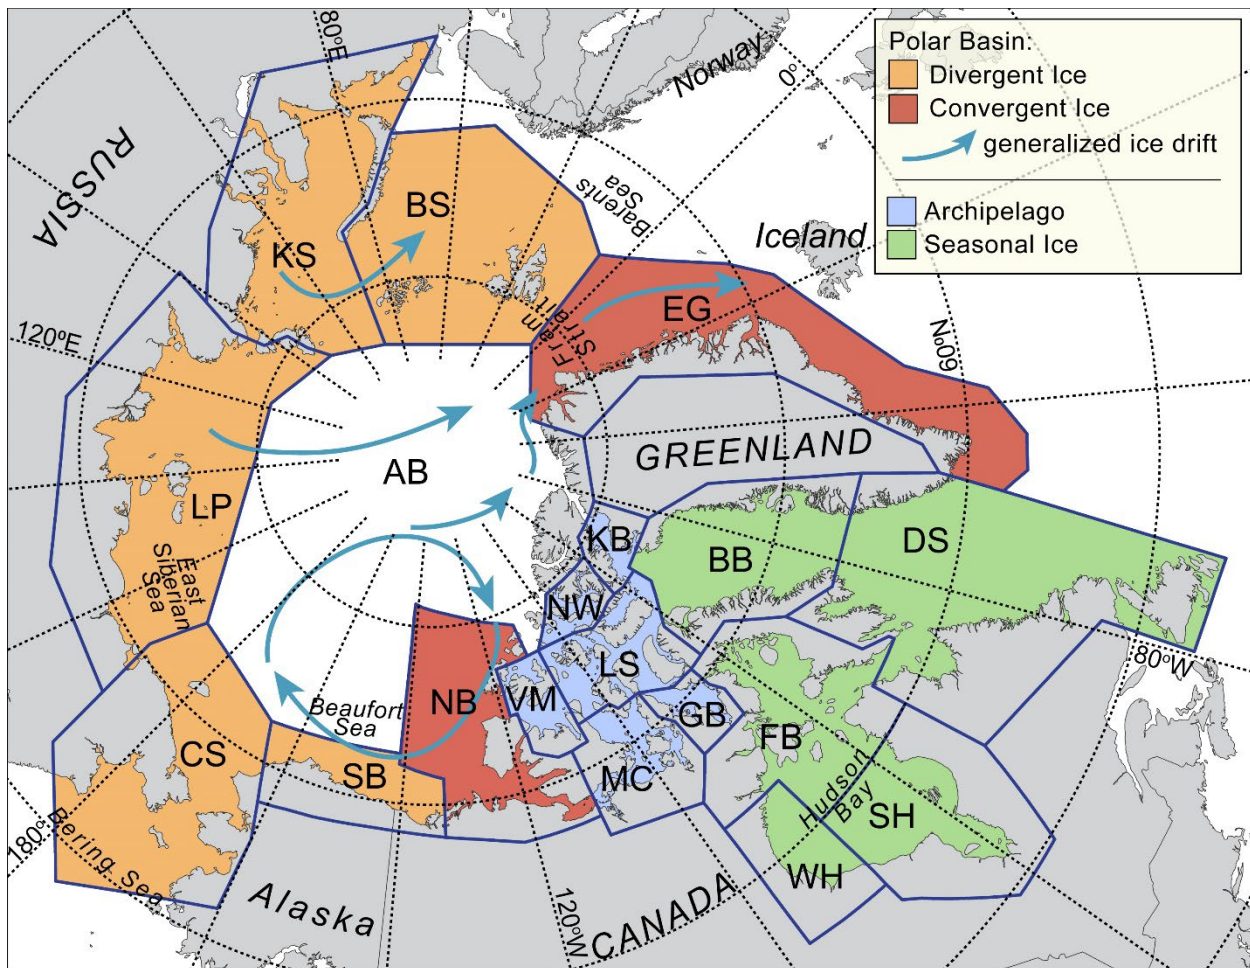 Polar Basin:
Divergent Ice
Convergent Ice
generalized ice drift
Archipelago
Seasonal Ice
80°E
Norway
0°
RUSSIA
BS
Barents
Sea
Iceland
KS
EG
Fram
Strait
120°E
60°N
GREENLAND
AB
LP
KB
BB
DS
East
Siberian
Sea
NW
LS
80°W
Beaufort
Sea
NB
VM
GB
FB
CS
SB
MC
Hudson
Bay
SH
180°
Bering Sea
WH
Alaska
120°W
CANADA